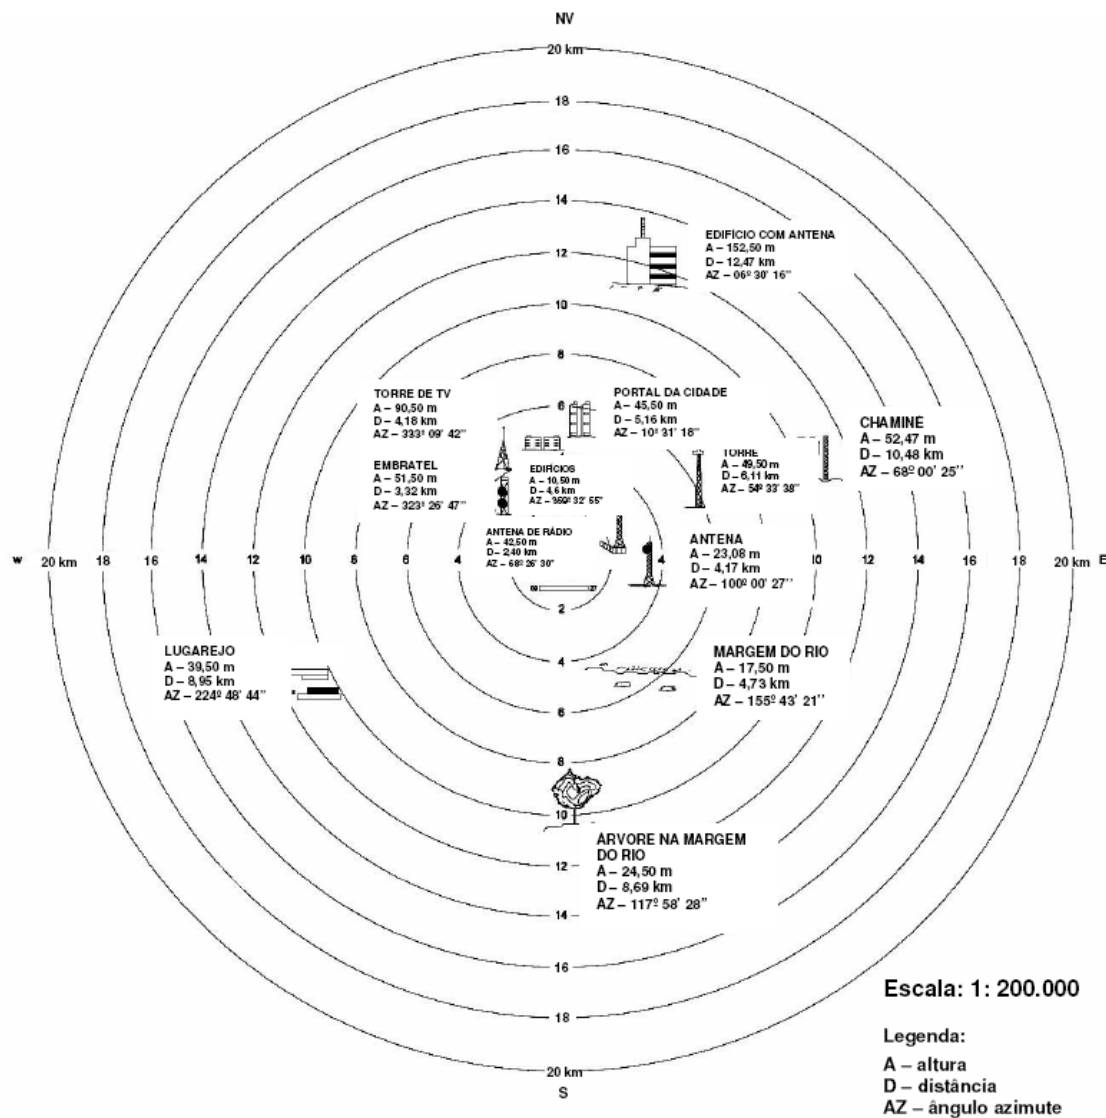 NV
20 km
18
16
14
12
10
8
6
EDIFÍCIO COM ANTENA
A – 152,50 m
D – 12,47 km
AZ – 06º 30' 16''
TORRE DE TV
A – 90,50 m
D – 4,18 km
AZ – 333º 09' 42''
PORTAL DA CIDADE
A – 45,50 m
D – 5,16 km
AZ – 10º 31' 18''
CHAMINÉ
A – 52,47 m
D – 10,48 km
AZ – 68º 00' 25''
EMBRATEL
A – 51,50 m
D – 3,32 km
AZ – 323º 26' 47''
EDIFÍCIOS
A – 10,50 m
D – 4,6 km
AZ – 359º 32' 55''
TORRE
A – 49,50 m
D – 6,11 km
AZ – 54º 33' 38''
ANTENA DE RÁDIO
A – 42,50 m
D – 2,40 km
AZ – 68º 26' 30''
ANTENA
A – 23,08 m
D – 4,17 km
AZ – 100º 00' 27''
W 20 km 18 16 14 12 10 8 6 4 4 10 12 14 16 18 20 km E
09 27
2
4
6
8
10
12
14
16
18
20 km
S
LUGAREJO
A – 39,50 m
D – 8,95 km
AZ – 224º 48' 44''
MARGEM DO RIO
A – 17,50 m
D – 4,73 km
AZ – 155º 43' 21''
ARVORE NA MARGEM
DO RIO
A – 24,50 m
D – 8,69 km
AZ – 117º 58' 28''
Escala: 1: 200.000
Legenda:
A – altura
D – distância
AZ – ângulo azimute